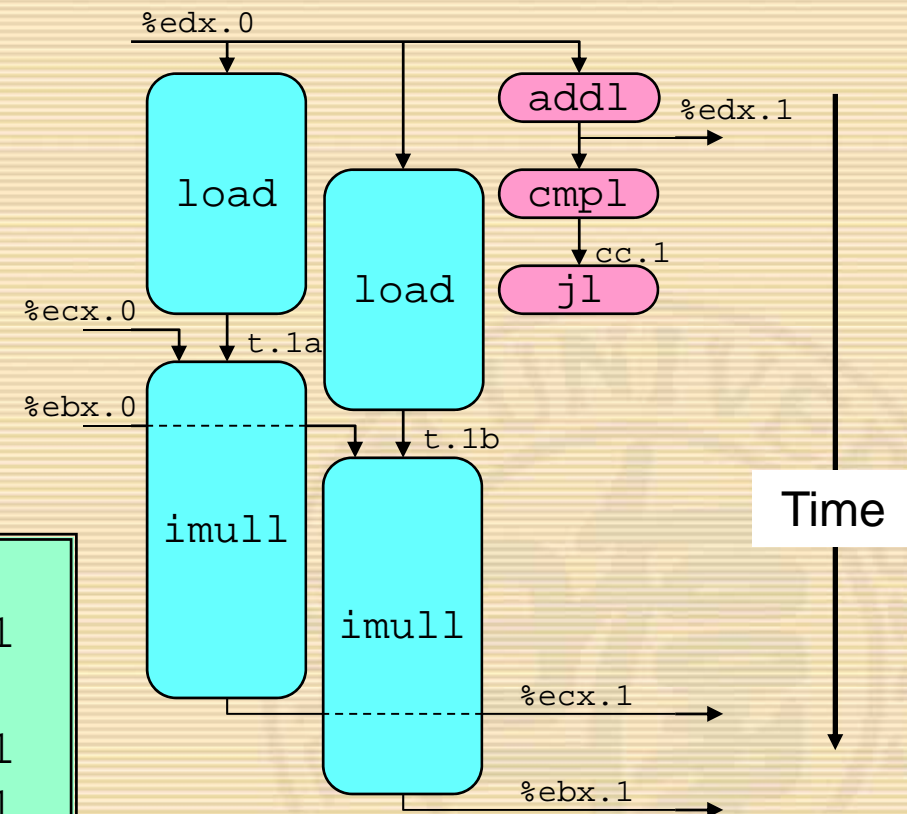 %edx.0
addl
%edx.1
load
cmpl
cc.1
load
jl
%ecx.0
t.1a
%ebx.0
t.1b
Time
imull
imull
%ecx.1
%ebx.1